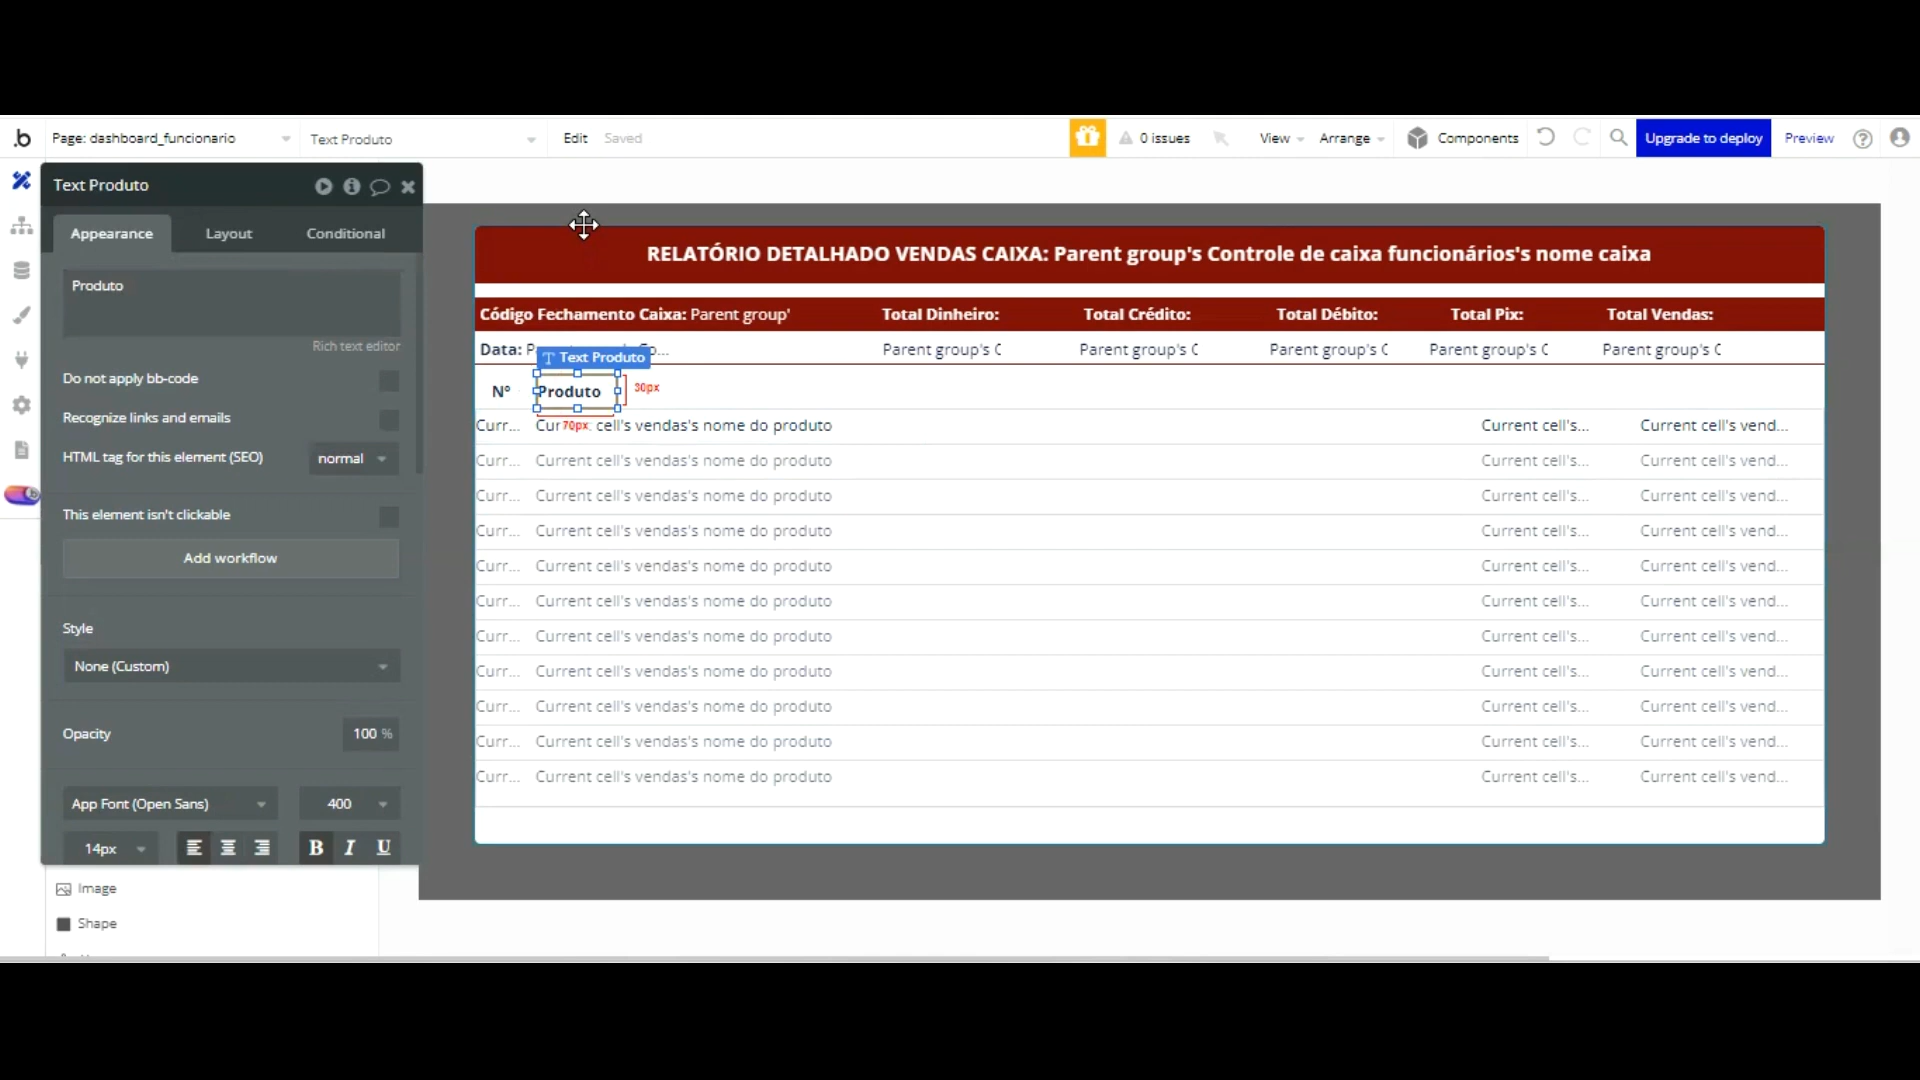 b Page: dashboard_funcionario Text Produto Edit Saved 0 issues View Arrange Components Upgrade to deploy Preview
Text Produto
Appearance Layout Conditional
Produto
Rich text editor
Do not apply bb-code
Recognize links and emails
HTML tag for this element (SEO) normal
This element isn't clickable
Add workflow
Style
None (Custom)
Opacity 100 %
App Font (Open Sans) 400
14px B I U
Image
Shape
RELATÓRIO DETALHADO VENDAS CAIXA: Parent group's Controle de caixa funcionários's nome caixa
Código Fechamento Caixa: Parent group' Total Dinheiro: Total Crédito: Total Débito: Total Pix: Total Vendas:
Data: Parent group's C Parent group's C Parent group's C Parent group's C Parent group's C
Text Produto
Nº Produto 30px
Curr... Cur 70px cell's vendas's nome do produto Current cell's... Current cell's vend...
Curr... Current cell's vendas's nome do produto Current cell's... Current cell's vend...
Curr... Current cell's vendas's nome do produto Current cell's... Current cell's vend...
Curr... Current cell's vendas's nome do produto Current cell's... Current cell's vend...
Curr... Current cell's vendas's nome do produto Current cell's... Current cell's vend...
Curr... Current cell's vendas's nome do produto Current cell's... Current cell's vend...
Curr... Current cell's vendas's nome do produto Current cell's... Current cell's vend...
Curr... Current cell's vendas's nome do produto Current cell's... Current cell's vend...
Curr... Current cell's vendas's nome do produto Current cell's... Current cell's vend...
Curr... Current cell's vendas's nome do produto Current cell's... Current cell's vend...
Curr... Current cell's vendas's nome do produto Current cell's... Current cell's vend...